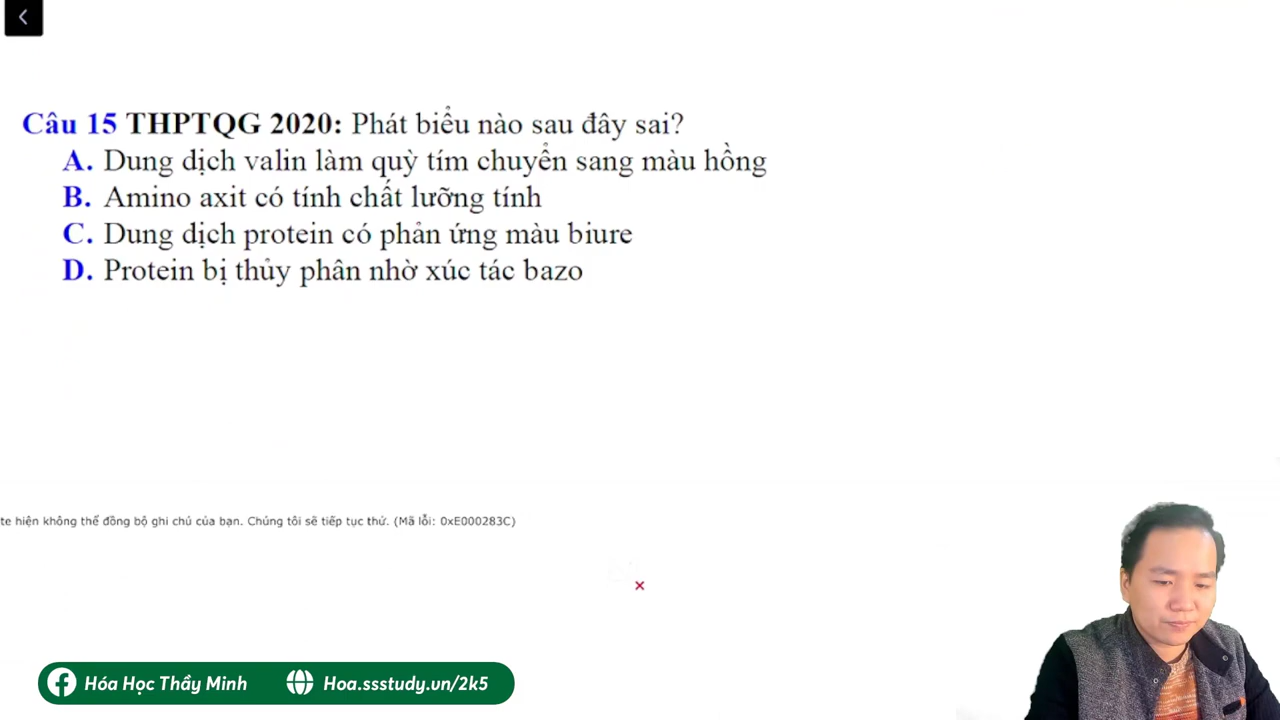 Câu 15 THPTQG 2020: Phát biểu nào sau đây sai?
A. Dung dịch valin làm quỳ tím chuyển sang màu hồng
B. Amino axit có tính chất lưỡng tính
C. Dung dịch protein có phản ứng màu biure
D. Protein bị thủy phân nhờ xúc tác bazo
te hiện không thể đồng bộ ghi chú của bạn. Chúng tôi sẽ tiếp tục thử. (Mã lỗi: 0xE000283C)
Hóa Học Thầy Minh Hoa.ssstudy.vn/2k5